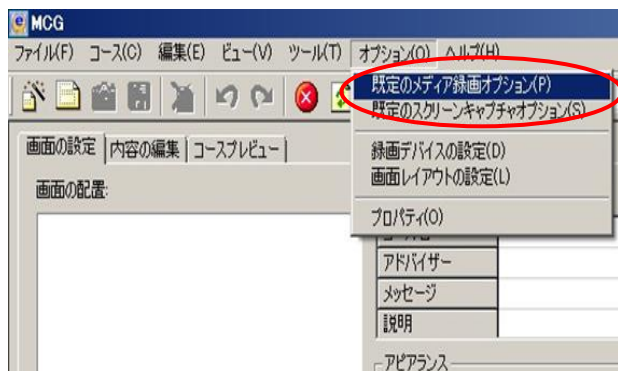 MCG
ファイル(F) コース(C) 編集(E) ビュー(V) ツール(T) オプション(O) ヘルプ(H)
既定のメディア録画オプション(P)
既定のスクリーンキャプチャオプション(S)
録画デバイスの設定(D)
画面レイアウトの設定(L)
プロパティ(O)
画面の設定 内容の編集 コースプレビュー
画面の配置:
アドバイザー
メッセージ
説明
アピアランス